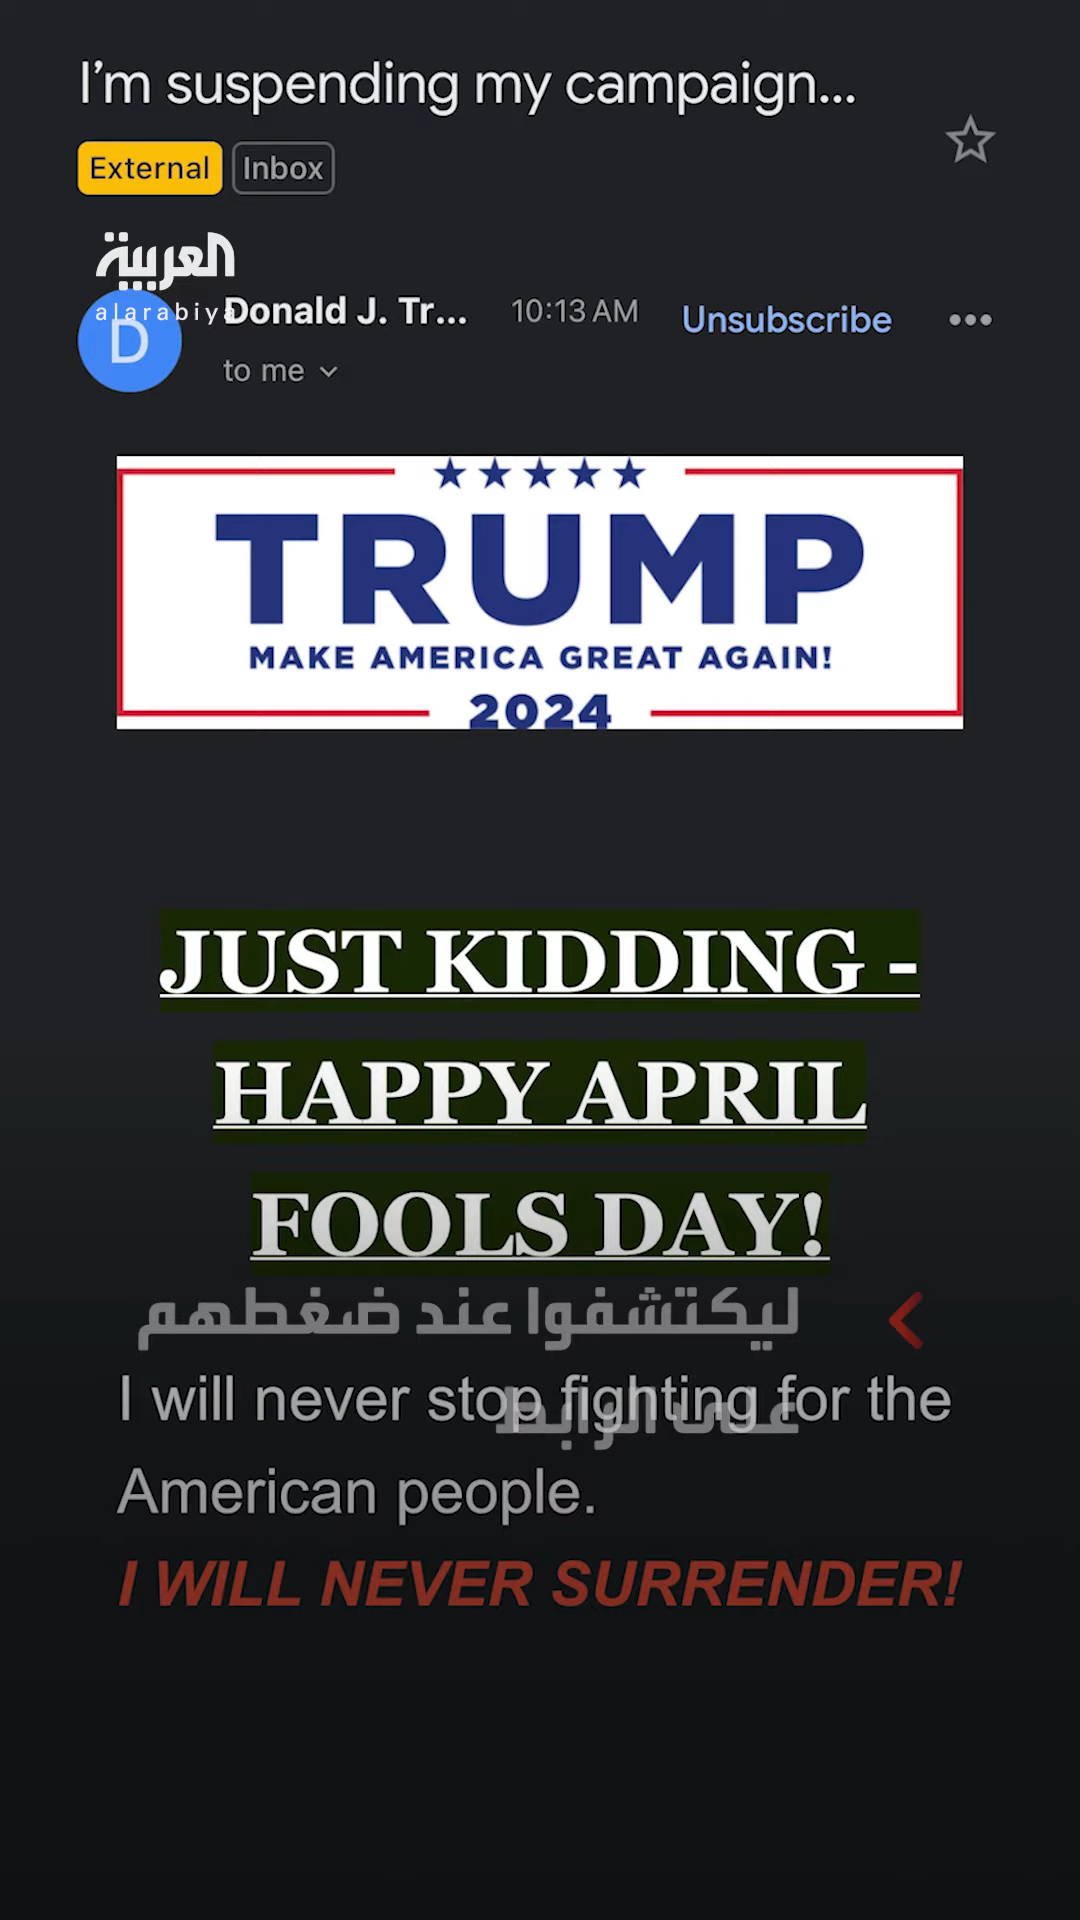 I’m suspending my campaign...
External Inbox
العربية
alarabiya
Donald J. Tr... 10:13 AM Unsubscribe
D
to me
TRUMP
MAKE AMERICA GREAT AGAIN!
2024
JUST KIDDING -
HAPPY APRIL
FOOLS DAY!
ليكتشفوا عند ضغطهم
على الرابط
I will never stop fighting for the
American people.
I WILL NEVER SURRENDER!